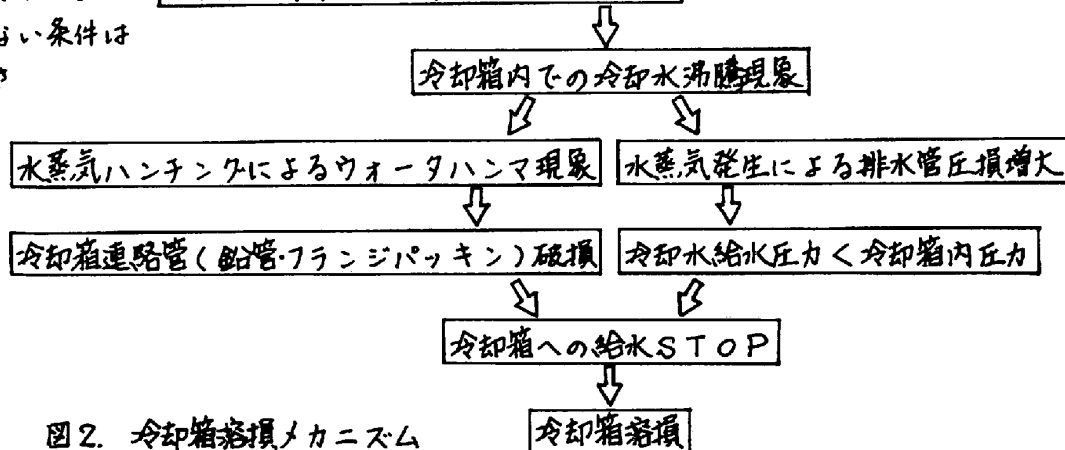 ない条件は
冷却箱内での冷却水沸騰現象
水蒸気ハンチングによるウォータハンマ現象
水蒸気発生による排水管圧損増大
冷却箱連絡管(鉛管・フランジパッキン)破損
冷却水給水圧力<冷却箱内圧力
冷却箱への給水STOP
冷却箱溶損
図2. 冷却箱溶損メカニズム